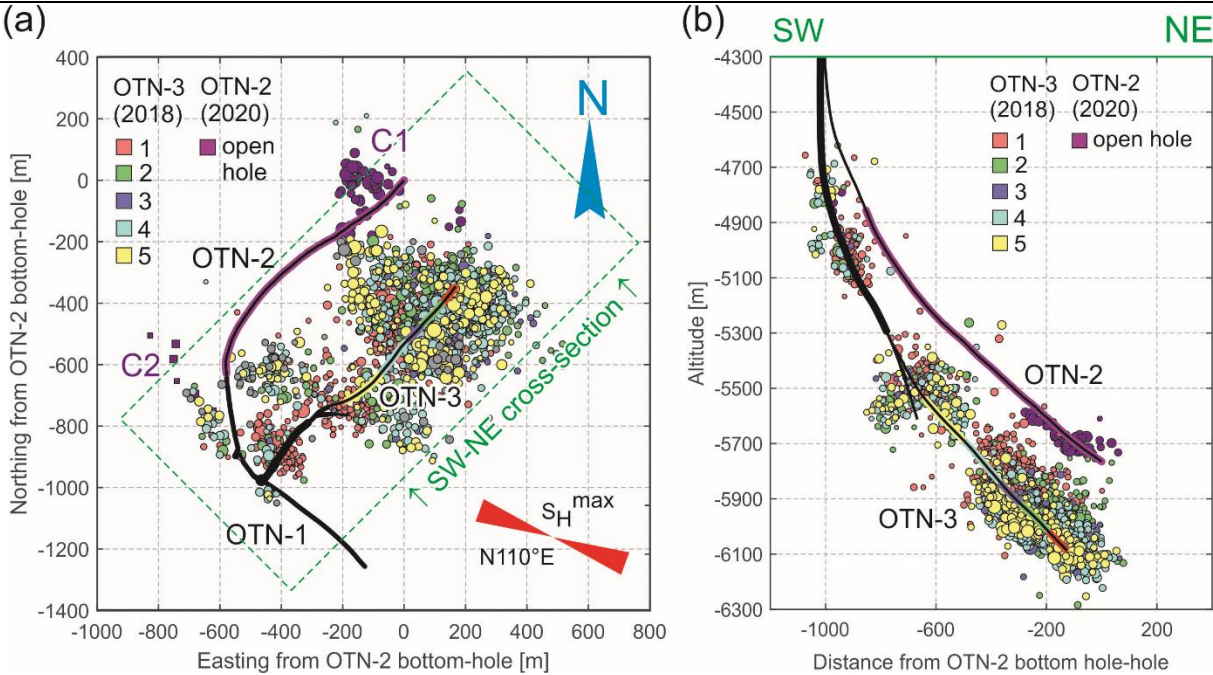 (a)
400
200
0
-200
-400
-600
-800
-1000
-1200
-1400
Northing from OTN-2 bottom-hole [m]
-1000 -800 -600 -400 -200 0 200 400 600 800
Easting from OTN-2 bottom-hole [m]
OTN-3
(2018)
1
2
3
4
5
OTN-2
(2020)
open
hole
C1
N
OTN-2
C2
OTN-3
← SW-NE cross-section →
OTN-1
SHmax
N110°E
(b)
SW
NE
-4300
-4500
-4700
-4900
-5100
-5300
-5500
-5700
-5900
-6100
-6300
Altitude [m]
-1000 -600 -200 200
Distance from OTN-2 bottom hole-hole
OTN-3
(2018)
1
2
3
4
5
OTN-2
(2020)
open hole
OTN-2
OTN-3